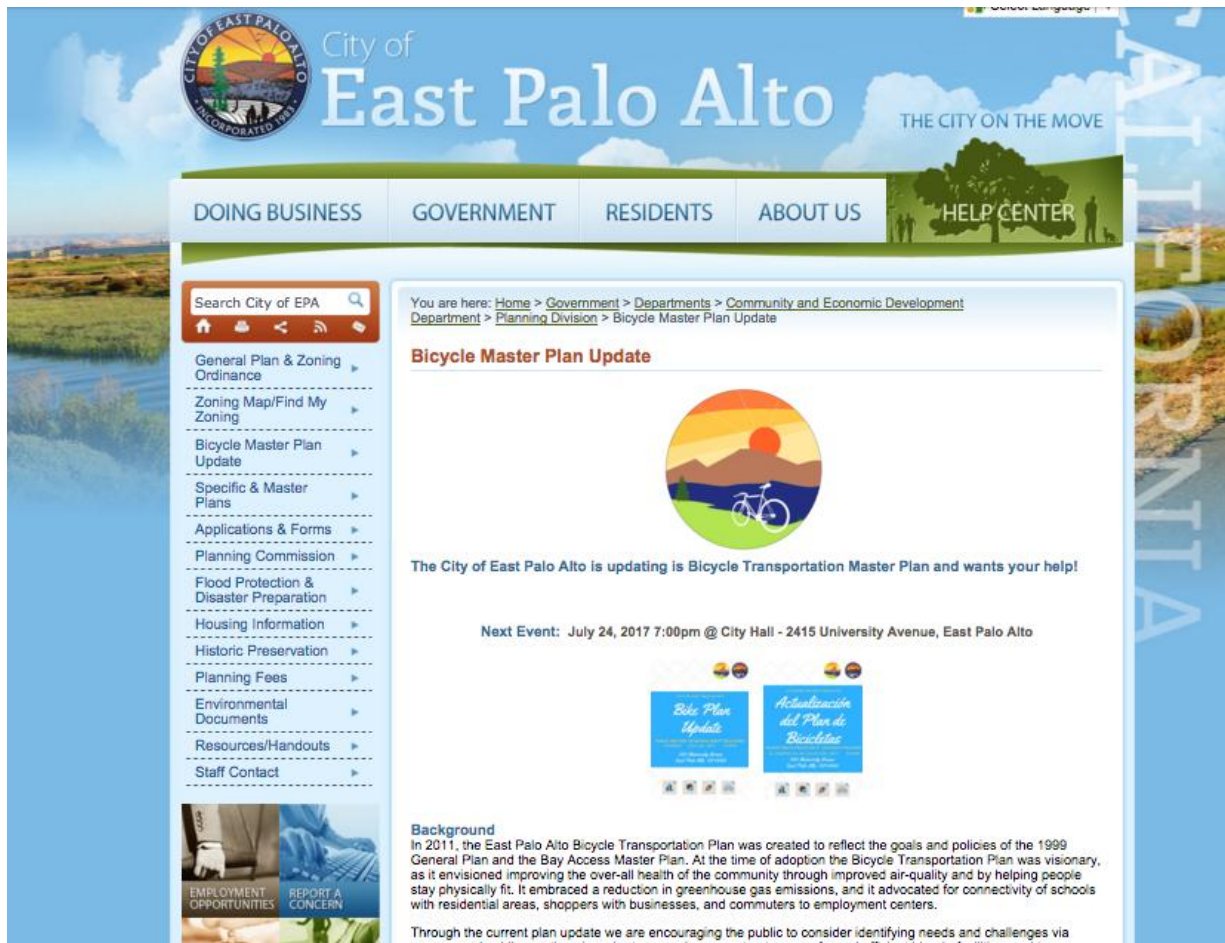 Select Language
CITY OF EAST PALO ALTO
INCORPORATED 1983
City of
East Palo Alto
THE CITY ON THE MOVE
CALIFORNIA
DOING BUSINESS
GOVERNMENT
RESIDENTS
ABOUT US
HELP CENTER
Search City of EPA
General Plan & Zoning
Ordinance
Zoning Map/Find My
Zoning
Bicycle Master Plan
Update
Specific & Master
Plans
Applications & Forms
Planning Commission
Flood Protection &
Disaster Preparation
Housing Information
Historic Preservation
Planning Fees
Environmental
Documents
Resources/Handouts
Staff Contact
EMPLOYMENT
OPPORTUNITIES
REPORT A
CONCERN
You are here: Home > Government > Departments > Community and Economic Development
Department > Planning Division > Bicycle Master Plan Update
Bicycle Master Plan Update
The City of East Palo Alto is updating is Bicycle Transportation Master Plan and wants your help!
Next Event: July 24, 2017 7:00pm @ City Hall - 2415 University Avenue, East Palo Alto
Bike Plan
Update
Actualización
del Plan de
Bicicletas
Background
In 2011, the East Palo Alto Bicycle Transportation Plan was created to reflect the goals and policies of the 1999
General Plan and the Bay Access Master Plan. At the time of adoption the Bicycle Transportation Plan was visionary,
as it envisioned improving the over-all health of the community through improved air-quality and by helping people
stay physically fit. It embraced a reduction in greenhouse gas emissions, and it advocated for connectivity of schools
with residential areas, shoppers with businesses, and commuters to employment centers.
Through the current plan update we are encouraging the public to consider identifying needs and challenges via